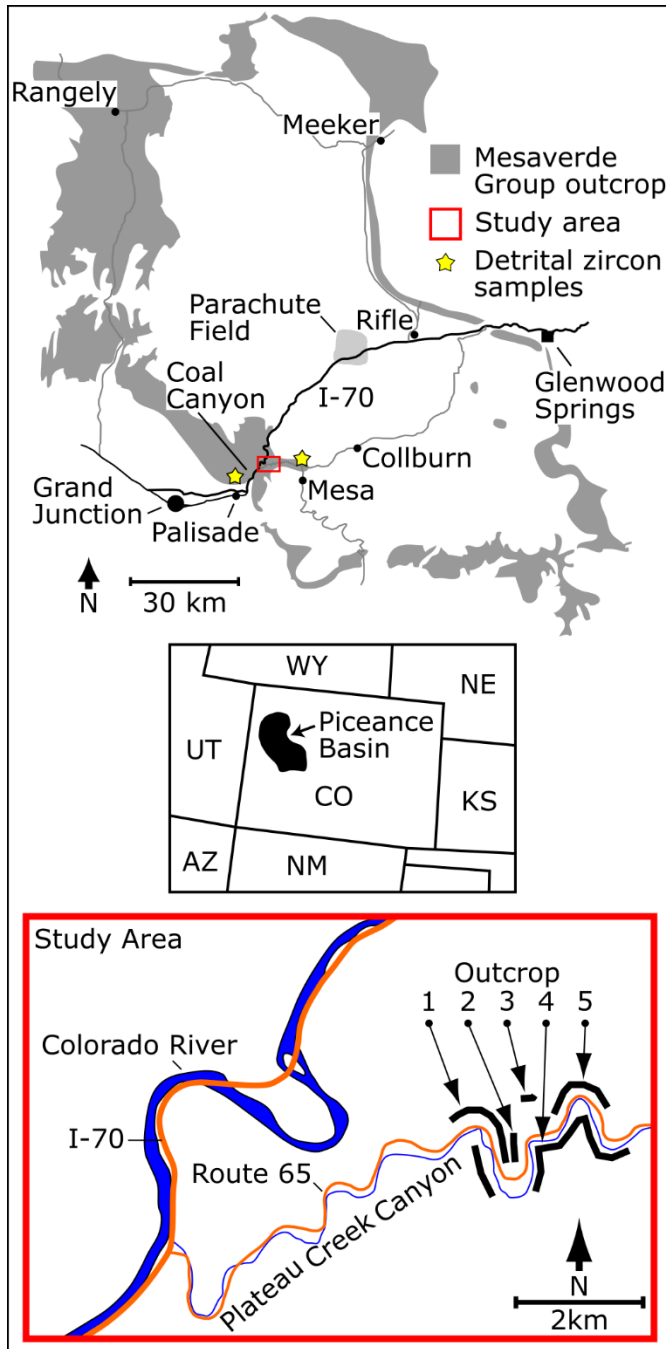 Rangely
Meeker
Mesaverde
Group outcrop
Study area
Detrital zircon
samples
Parachute
Field
Rifle
Coal
Canyon
I-70
Glenwood
Springs
Collburn
Grand
Junction
Mesa
Palisade
N
30 km
WY
NE
UT
Piceance
Basin
CO
KS
AZ
NM
Study Area
Outcrop
1 2 3 4 5
Colorado River
I-70
Route 65
Plateau Creek Canyon
N
2km